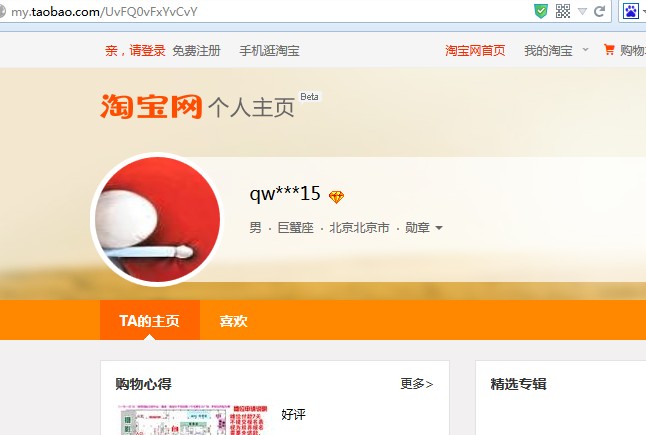 my.taobao.com/UvFQ0vFxYvCvY
亲，请登录 免费注册 手机逛淘宝 淘宝网首页 我的淘宝 购物
淘宝网 个人主页 Beta
qw***15
男 · 巨蟹座 · 北京北京市 · 勋章
TA的主页 喜欢
购物心得 更多> 精选专辑
好评